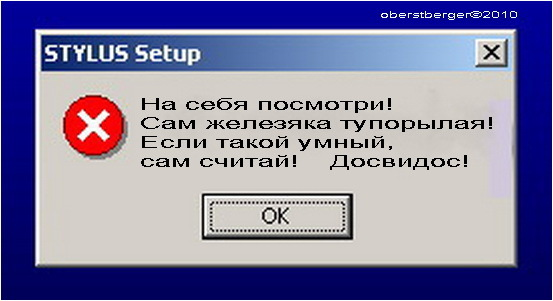 oberstberger©2010
STYLUS Setup
На себя посмотри!
Сам железяка тупорылая!
Если такой умный,
сам считай! Досвидос!
OK